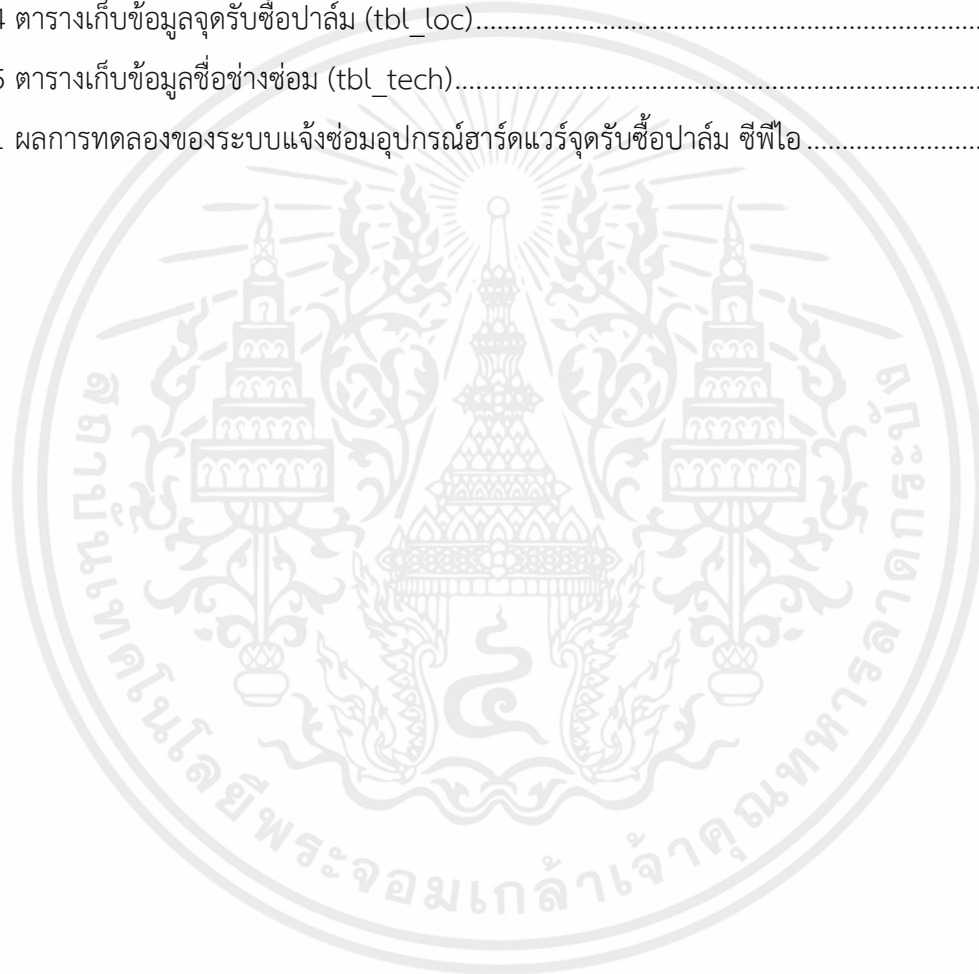 4 ตารางเก็บข้อมูลจุดรับซื้อปาล์ม (tbl_loc)
5 ตารางเก็บข้อมูลชื่อช่างซ่อม (tbl_tech)
ผลการทดลองของระบบแจ้งซ่อมอุปกรณ์ฮาร์ดแวร์จุดรับซื้อปาล์ม ซีพีไอ
สถาบันเทคโนโลยีพระจอมเกล้าเจ้าคุณทหารลาดกระบัง